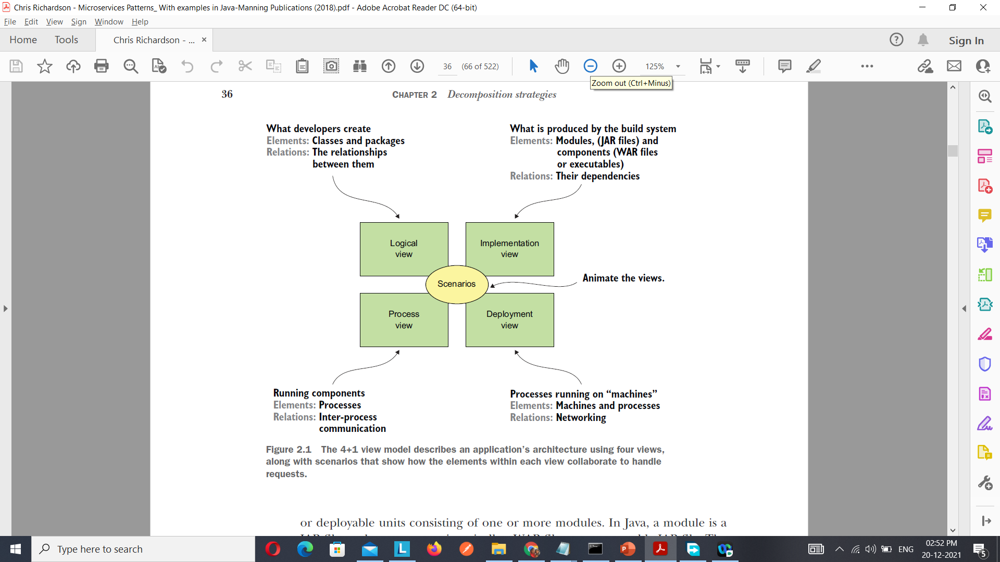 Chris Richardson - Microservices Patterns_ With examples in Java-Manning Publications (2018).pdf - Adobe Acrobat Reader DC (64-bit)
File Edit View Sign Window Help
Home Tools Chris Richardson - ... ×
Sign In
36 (66 of 522) 125%
Zoom out (Ctrl+Minus)
36 CHAPTER 2 Decomposition strategies
What developers create
Elements: Classes and packages
Relations: The relationships
between them
What is produced by the build system
Elements: Modules, (JAR files) and
components (WAR files
or executables)
Relations: Their dependencies
Logical
view
Implementation
view
Scenarios
Animate the views.
Process
view
Deployment
view
Running components
Elements: Processes
Relations: Inter-process
communication
Processes running on “machines”
Elements: Machines and processes
Relations: Networking
Figure 2.1 The 4+1 view model describes an application’s architecture using four views,
along with scenarios that show how the elements within each view collaborate to handle
requests.
or deployable units consisting of one or more modules. In Java, a module is a
Type here to search
ENG
02:52 PM
20-12-2021
5